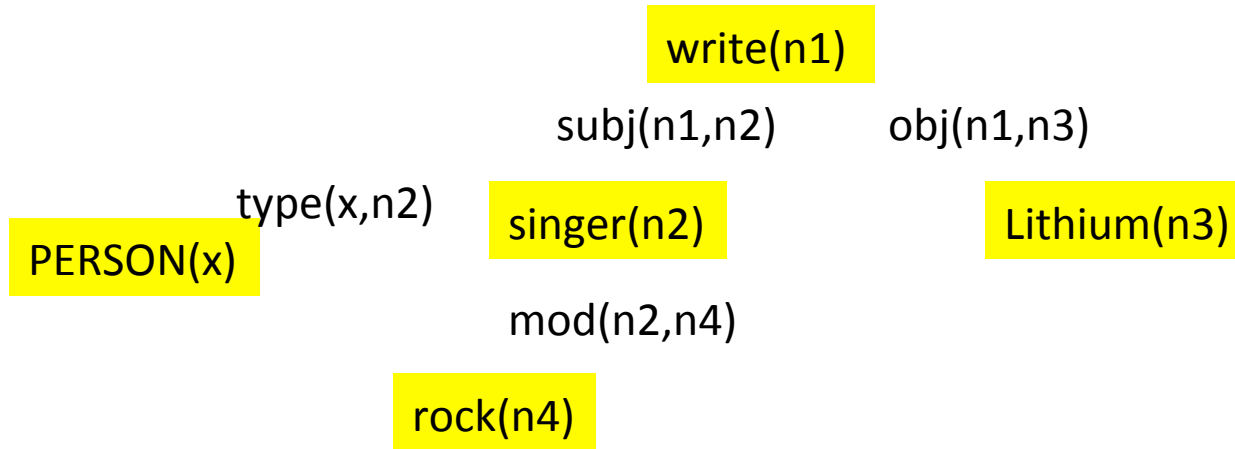 write(n1)
subj(n1,n2) obj(n1,n3)
type(x,n2) singer(n2) Lithium(n3)
PERSON(x)
mod(n2,n4)
rock(n4)